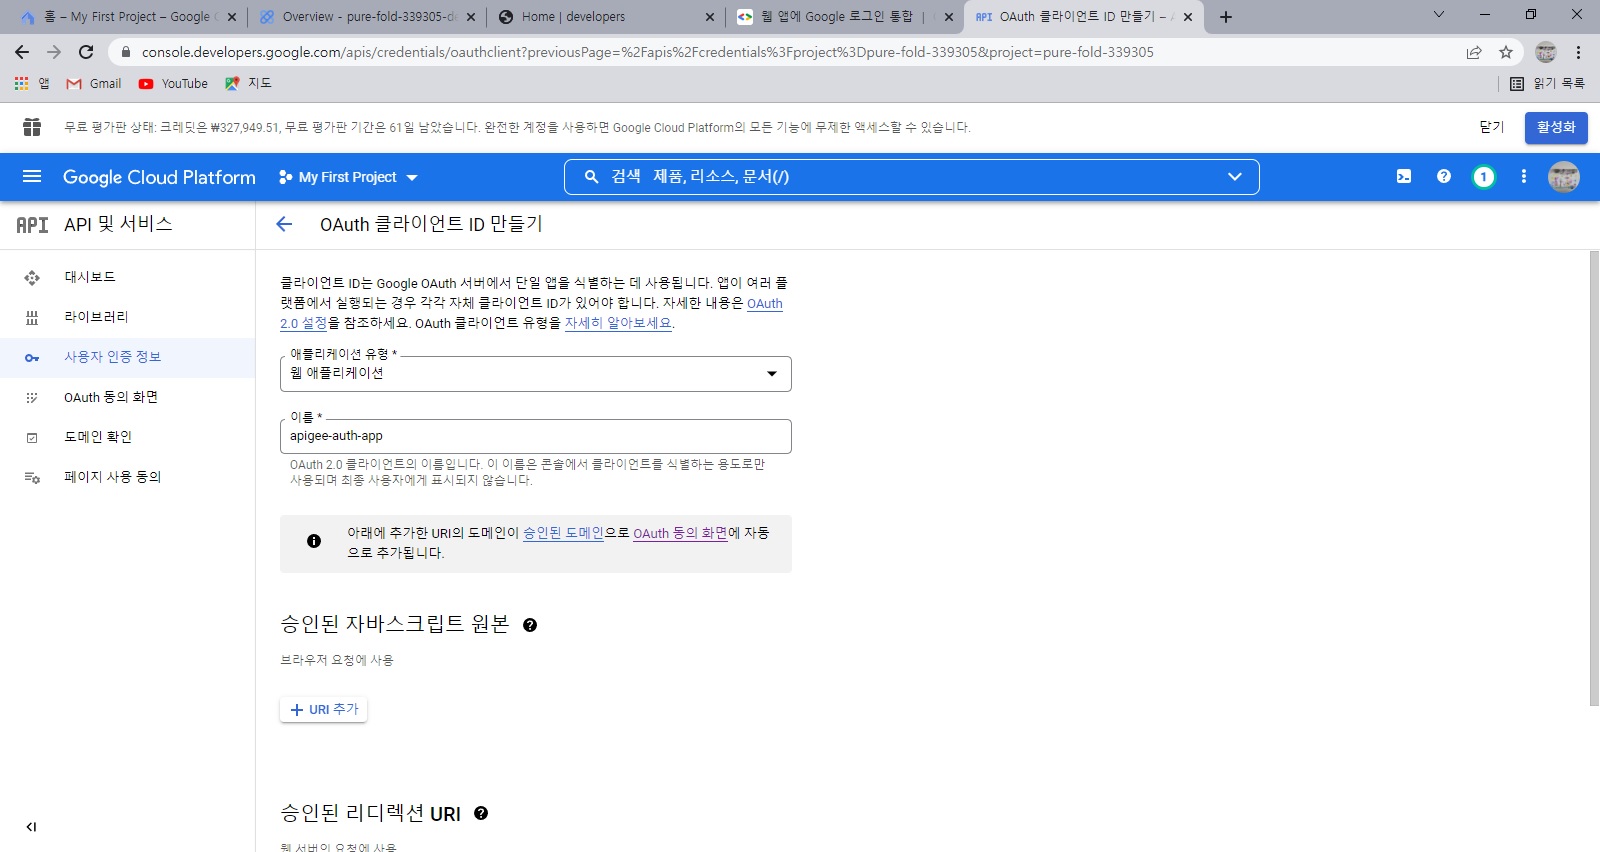 홈 – My First Project – Google C
Overview - pure-fold-339305-de
Home | developers
웹 앱에 Google 로그인 통합 |
API OAuth 클라이언트 ID 만들기 – A
console.developers.google.com/apis/credentials/oauthclient?previousPage=%2Fapis%2Fcredentials%3Fproject%3Dpure-fold-339305&project=pure-fold-339305
앱 Gmail YouTube 지도 읽기 목록
무료 평가판 상태: 크레딧은 ₩327,949.51, 무료 평가판 기간은 61일 남았습니다. 완전한 계정을 사용하면 Google Cloud Platform의 모든 기능에 무제한 액세스할 수 있습니다. 닫기 활성화
Google Cloud Platform My First Project 검색 제품, 리소스, 문서(/) 1
API API 및 서비스
대시보드
라이브러리
사용자 인증 정보
OAuth 동의 화면
도메인 확인
페이지 사용 동의
OAuth 클라이언트 ID 만들기
클라이언트 ID는 Google OAuth 서버에서 단일 앱을 식별하는 데 사용됩니다. 앱이 여러 플
랫폼에서 실행되는 경우 각각 자체 클라이언트 ID가 있어야 합니다. 자세한 내용은 OAuth
2.0 설정을 참조하세요. OAuth 클라이언트 유형을 자세히 알아보세요.
애플리케이션 유형 *
웹 애플리케이션
이름 *
apigee-auth-app
OAuth 2.0 클라이언트의 이름입니다. 이 이름은 콘솔에서 클라이언트를 식별하는 용도로만
사용되며 최종 사용자에게 표시되지 않습니다.
아래에 추가한 URI의 도메인이 승인된 도메인으로 OAuth 동의 화면에 자동
으로 추가됩니다.
승인된 자바스크립트 원본
브라우저 요청에 사용
URI 추가
승인된 리디렉션 URI
웹 서버의 요청에 사용